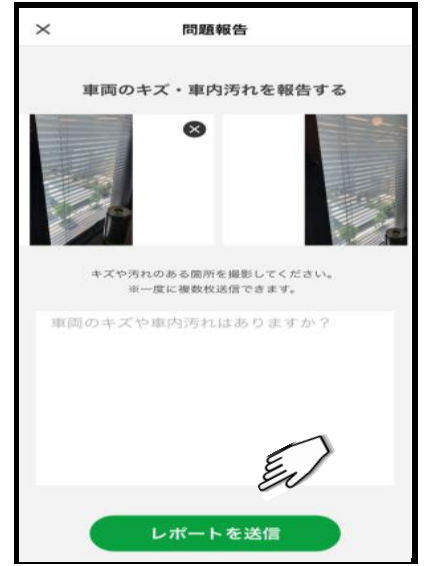 問題報告
車両のキズ・車内汚れを報告する
キズや汚れのある箇所を撮影してください。
※一度に複数枚送信できます。
車両のキズや車内汚れはありますか？
レポートを送信